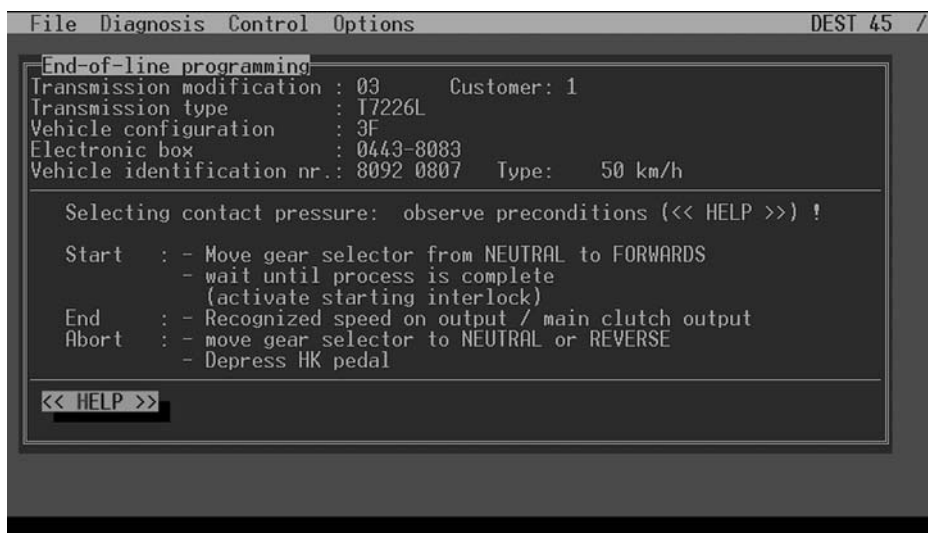 File Diagnosis Control Options DEST 45 /
End-of-line programming
Transmission modification : 03 Customer: 1
Transmission type : T7226L
Vehicle configuration : 3F
Electronic box : 0443-8083
Vehicle identification nr.: 8092 0807 Type: 50 km/h
Selecting contact pressure: observe preconditions (<< HELP >>) !
Start : - Move gear selector from NEUTRAL to FORWARDS
- wait until process is complete
(activate starting interlock)
End : - Recognized speed on output / main clutch output
Abort : - move gear selector to NEUTRAL or REVERSE
- Depress HK pedal
<< HELP >>